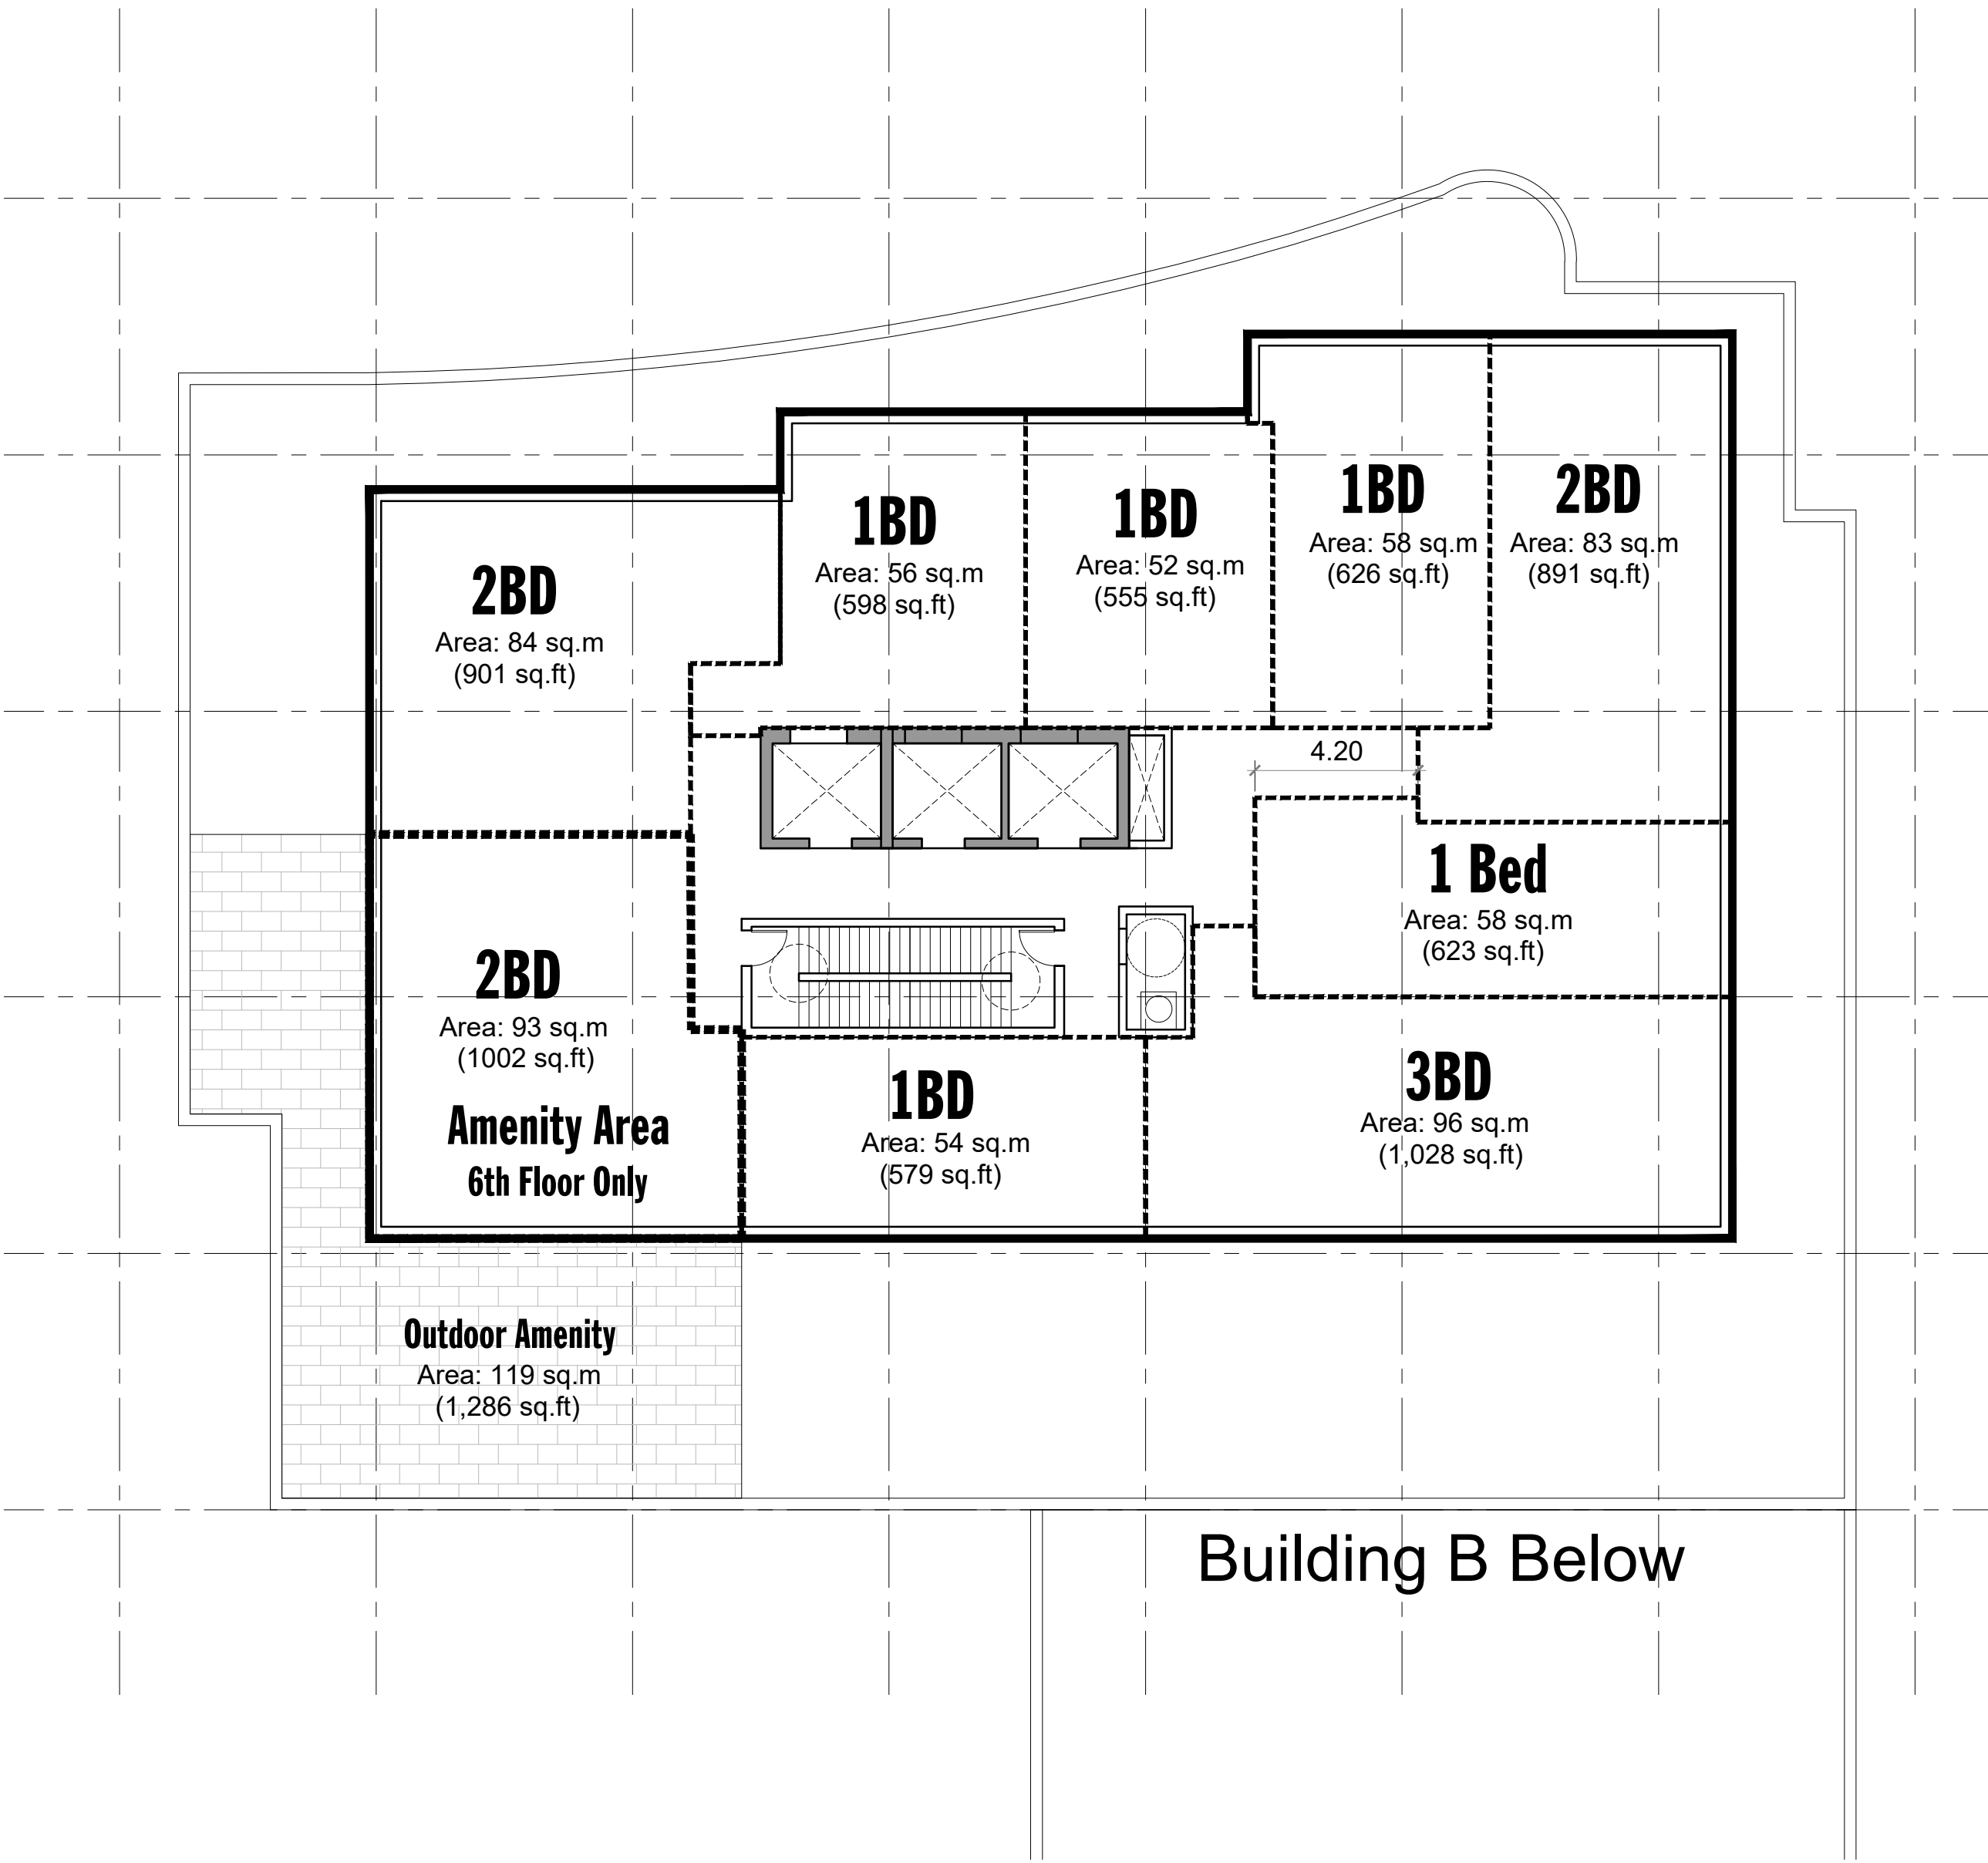 1BD
Area: 58 sq.m
(626 sq.ft)
2BD
Area: 83 sq.m
(891 sq.ft)
1BD
Area: 52 sq.m
(555 sq.ft)
1BD
Area: 56 sq.m
(598 sq.ft)
2BD
Area: 84 sq.m
(901 sq.ft)
4.20
1 Bed
Area: 58 sq.m
(623 sq.ft)
2BD
Area: 93 sq.m
(1002 sq.ft)
Amenity Area
6th Floor Only
1BD
Area: 54 sq.m
(579 sq.ft)
3BD
Area: 96 sq.m
(1,028 sq.ft)
Outdoor Amenity
Area: 119 sq.m
(1,286 sq.ft)
Building B Below